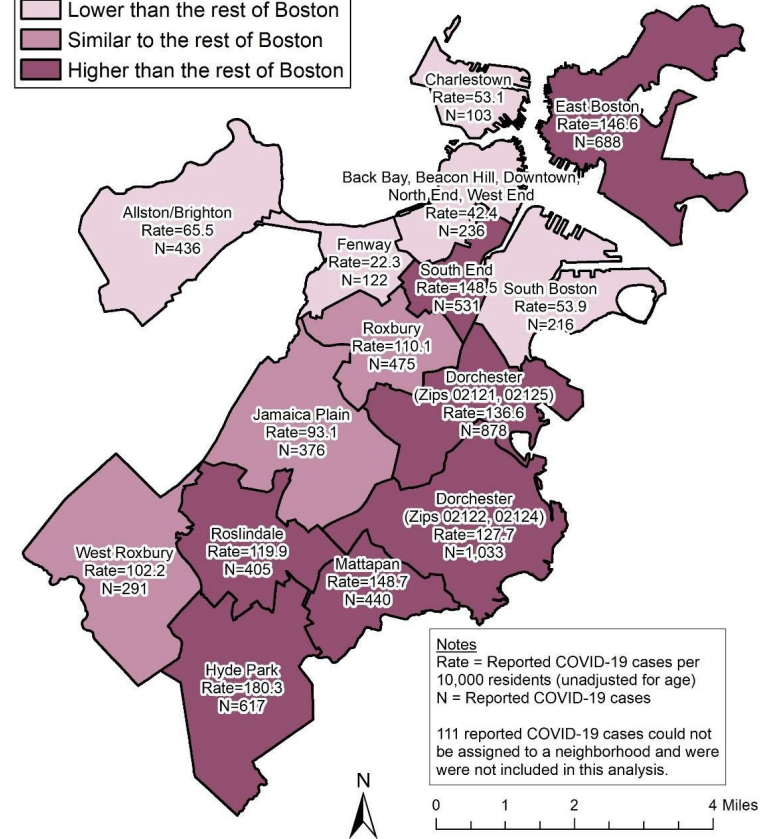 Lower than the rest of Boston
Similar to the rest of Boston
Higher than the rest of Boston
Charlestown
Rate=53.1
N=103
East Boston
Rate=146.6
N=688
Back Bay, Beacon Hill, Downtown,
North End, West End
Rate=42.4
N=236
Allston/Brighton
Rate=65.5
N=436
Fenway
Rate=22.3
N=122
South End
Rate=148.5
N=531
South Boston
Rate=53.9
N=216
Roxbury
Rate=110.1
N=475
Dorchester
(Zips 02121, 02125)
Rate=136.6
N=878
Jamaica Plain
Rate=93.1
N=376
Dorchester
(Zips 02122, 02124)
Rate=127.7
N=1,033
Roslindale
Rate=119.9
N=405
West Roxbury
Rate=102.2
N=291
Mattapan
Rate=148.7
N=440
Hyde Park
Rate=180.3
N=617
Notes
Rate = Reported COVID-19 cases per
10,000 residents (unadjusted for age)
N = Reported COVID-19 cases
111 reported COVID-19 cases could not
be assigned to a neighborhood and were
were not included in this analysis.
N
0 1 2 4 Miles